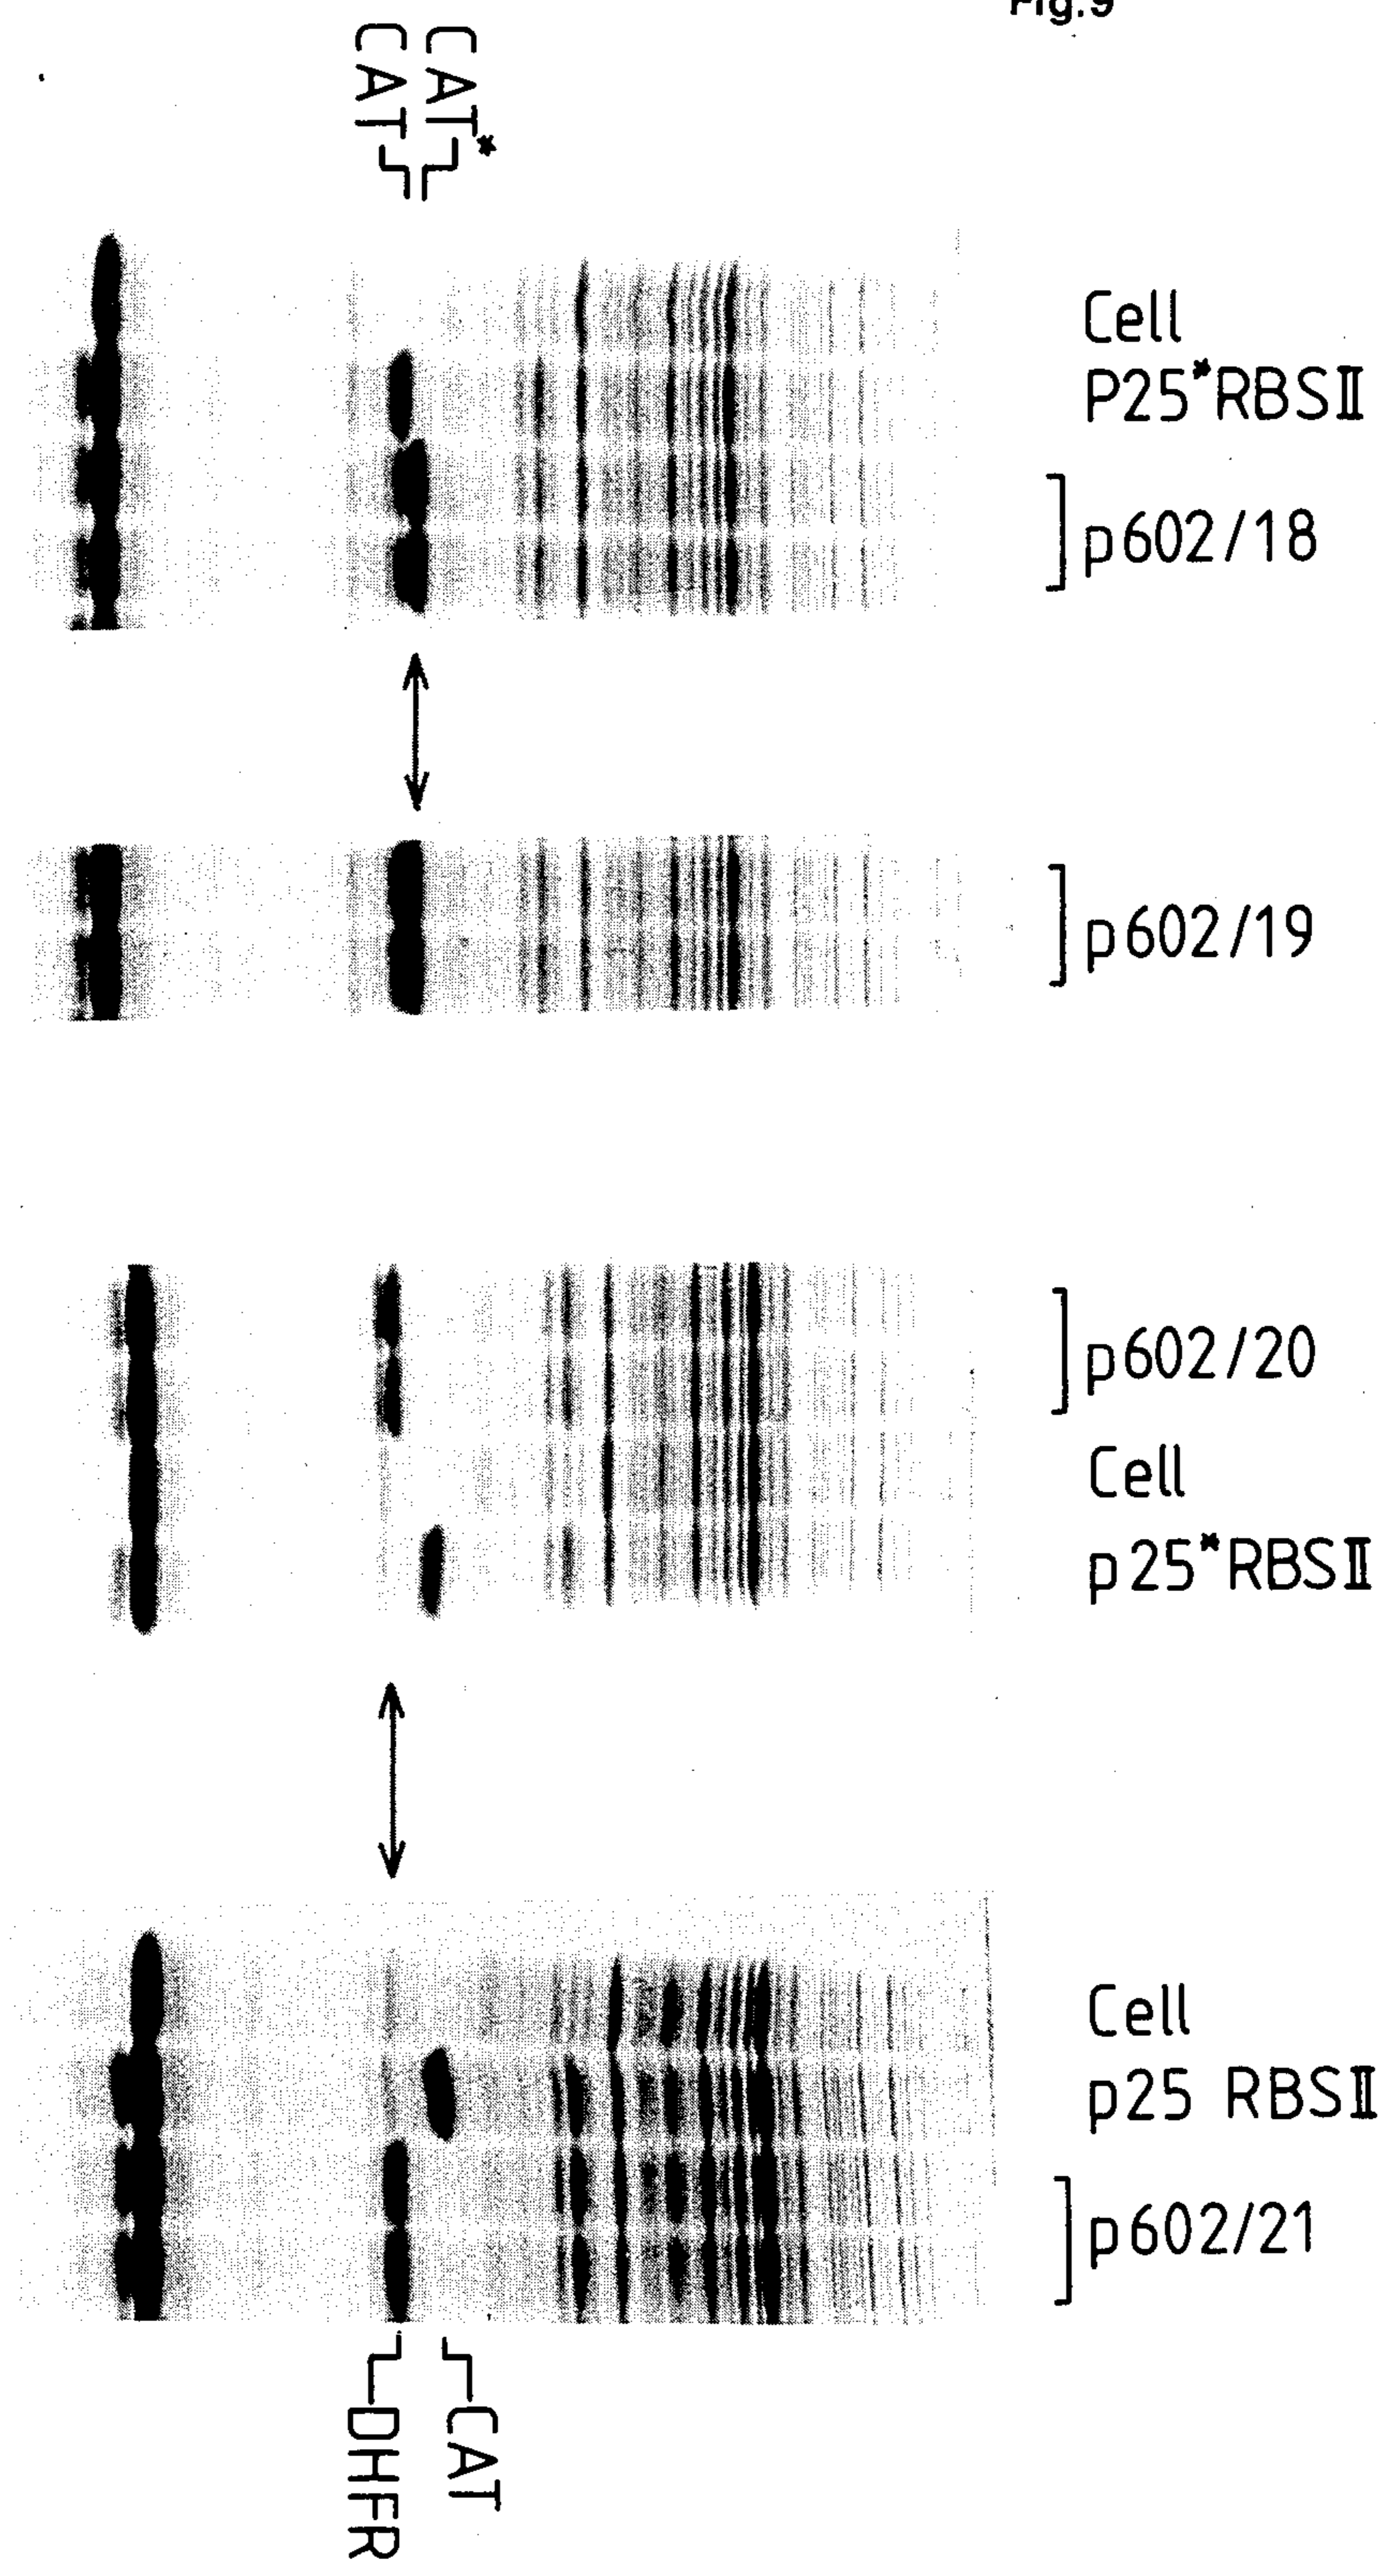 Fig.9
CAT*
CAT
Cell
P25*RBSII
p602/18
p602/19
p602/20
Cell
p25*RBSII
Cell
p25 RBSII
p602/21
CAT
DHFR